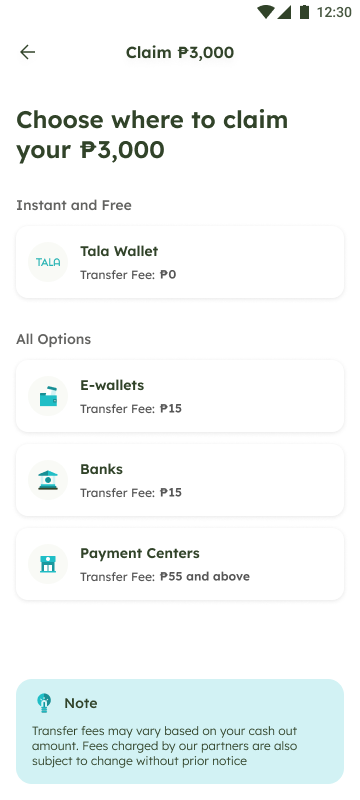 12:30
Claim ₱3,000
Choose where to claim
your ₱3,000
Instant and Free
TALA
Tala Wallet
Transfer Fee: ₱0
All Options
E-wallets
Transfer Fee: ₱15
Banks
Transfer Fee: ₱15
Payment Centers
Transfer Fee: ₱55 and above
Note
Transfer fees may vary based on your cash out
amount. Fees charged by our partners are also
subject to change without prior notice